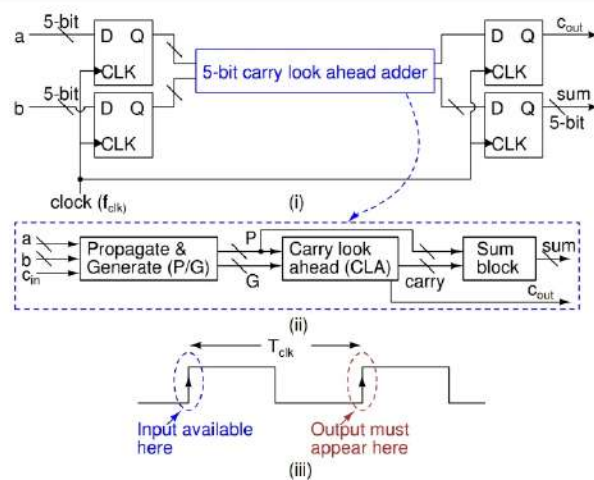 5-bit
a
D Q
CLK
5-bit
b
D Q
CLK
5-bit carry look ahead adder
D Q
CLK
c_out
D Q
CLK
sum
5-bit
clock (f_clk)
(i)
a
b
c_in
Propagate &
Generate (P/G)
P
G
Carry look
ahead (CLA)
carry
Sum
block
sum
c_out
(ii)
T_clk
Input available
here
Output must
appear here
(iii)